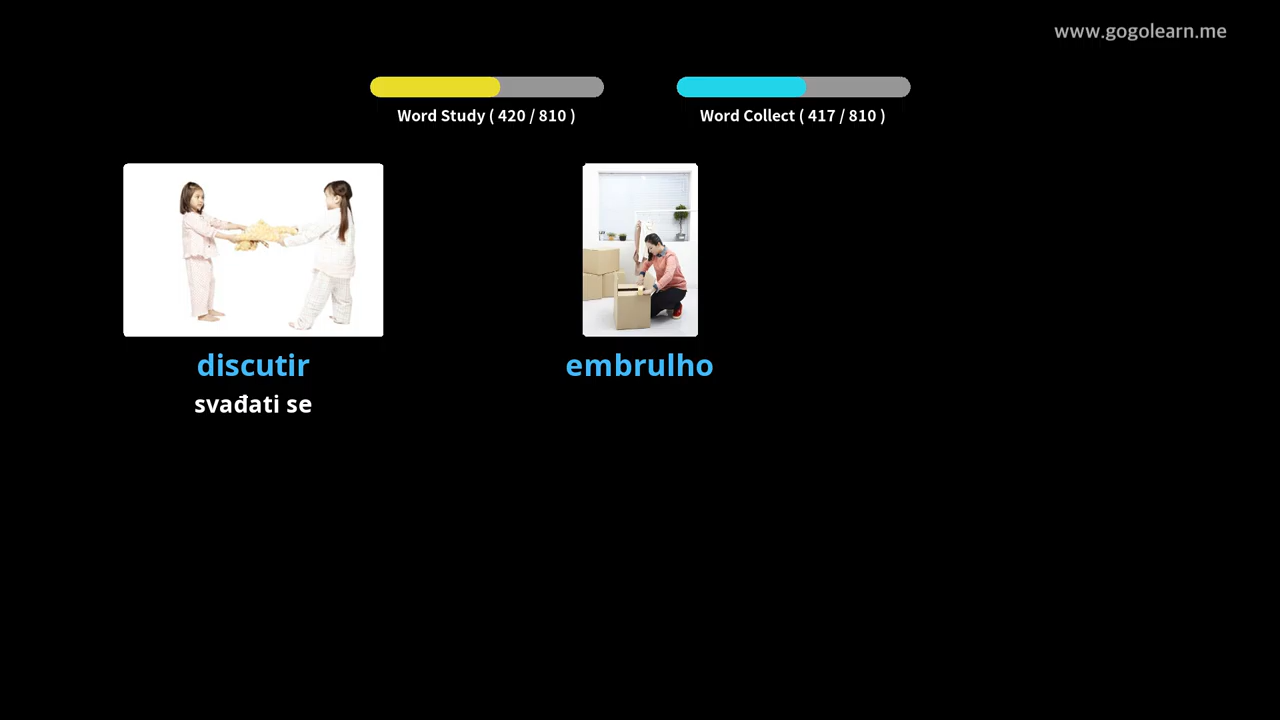 www.gogolearn.me
Word Study ( 420 / 810 )
Word Collect ( 417 / 810 )
discutir
svađati se
embrulho